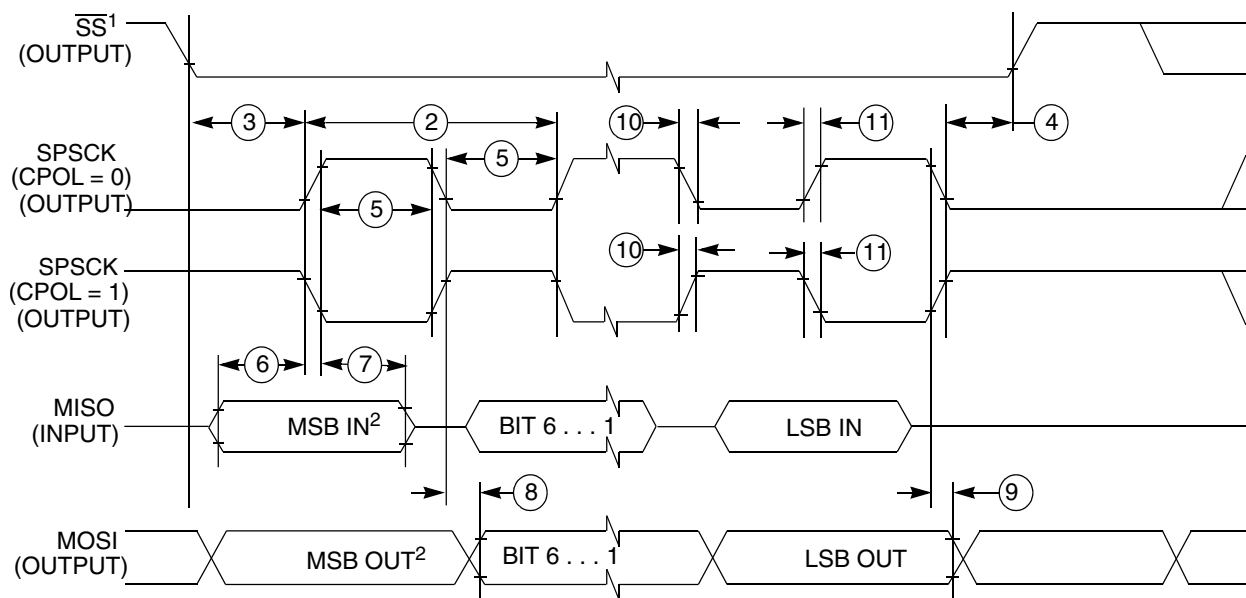 SS¹
(OUTPUT)
3
2
10
11
4
SPSCK
(CPOL = 0)
(OUTPUT)
5
5
SPSCK
(CPOL = 1)
(OUTPUT)
10
11
6
7
MISO
(INPUT)
MSB IN²
BIT 6 . . . 1
LSB IN
8
9
MOSI
(OUTPUT)
MSB OUT²
BIT 6 . . . 1
LSB OUT